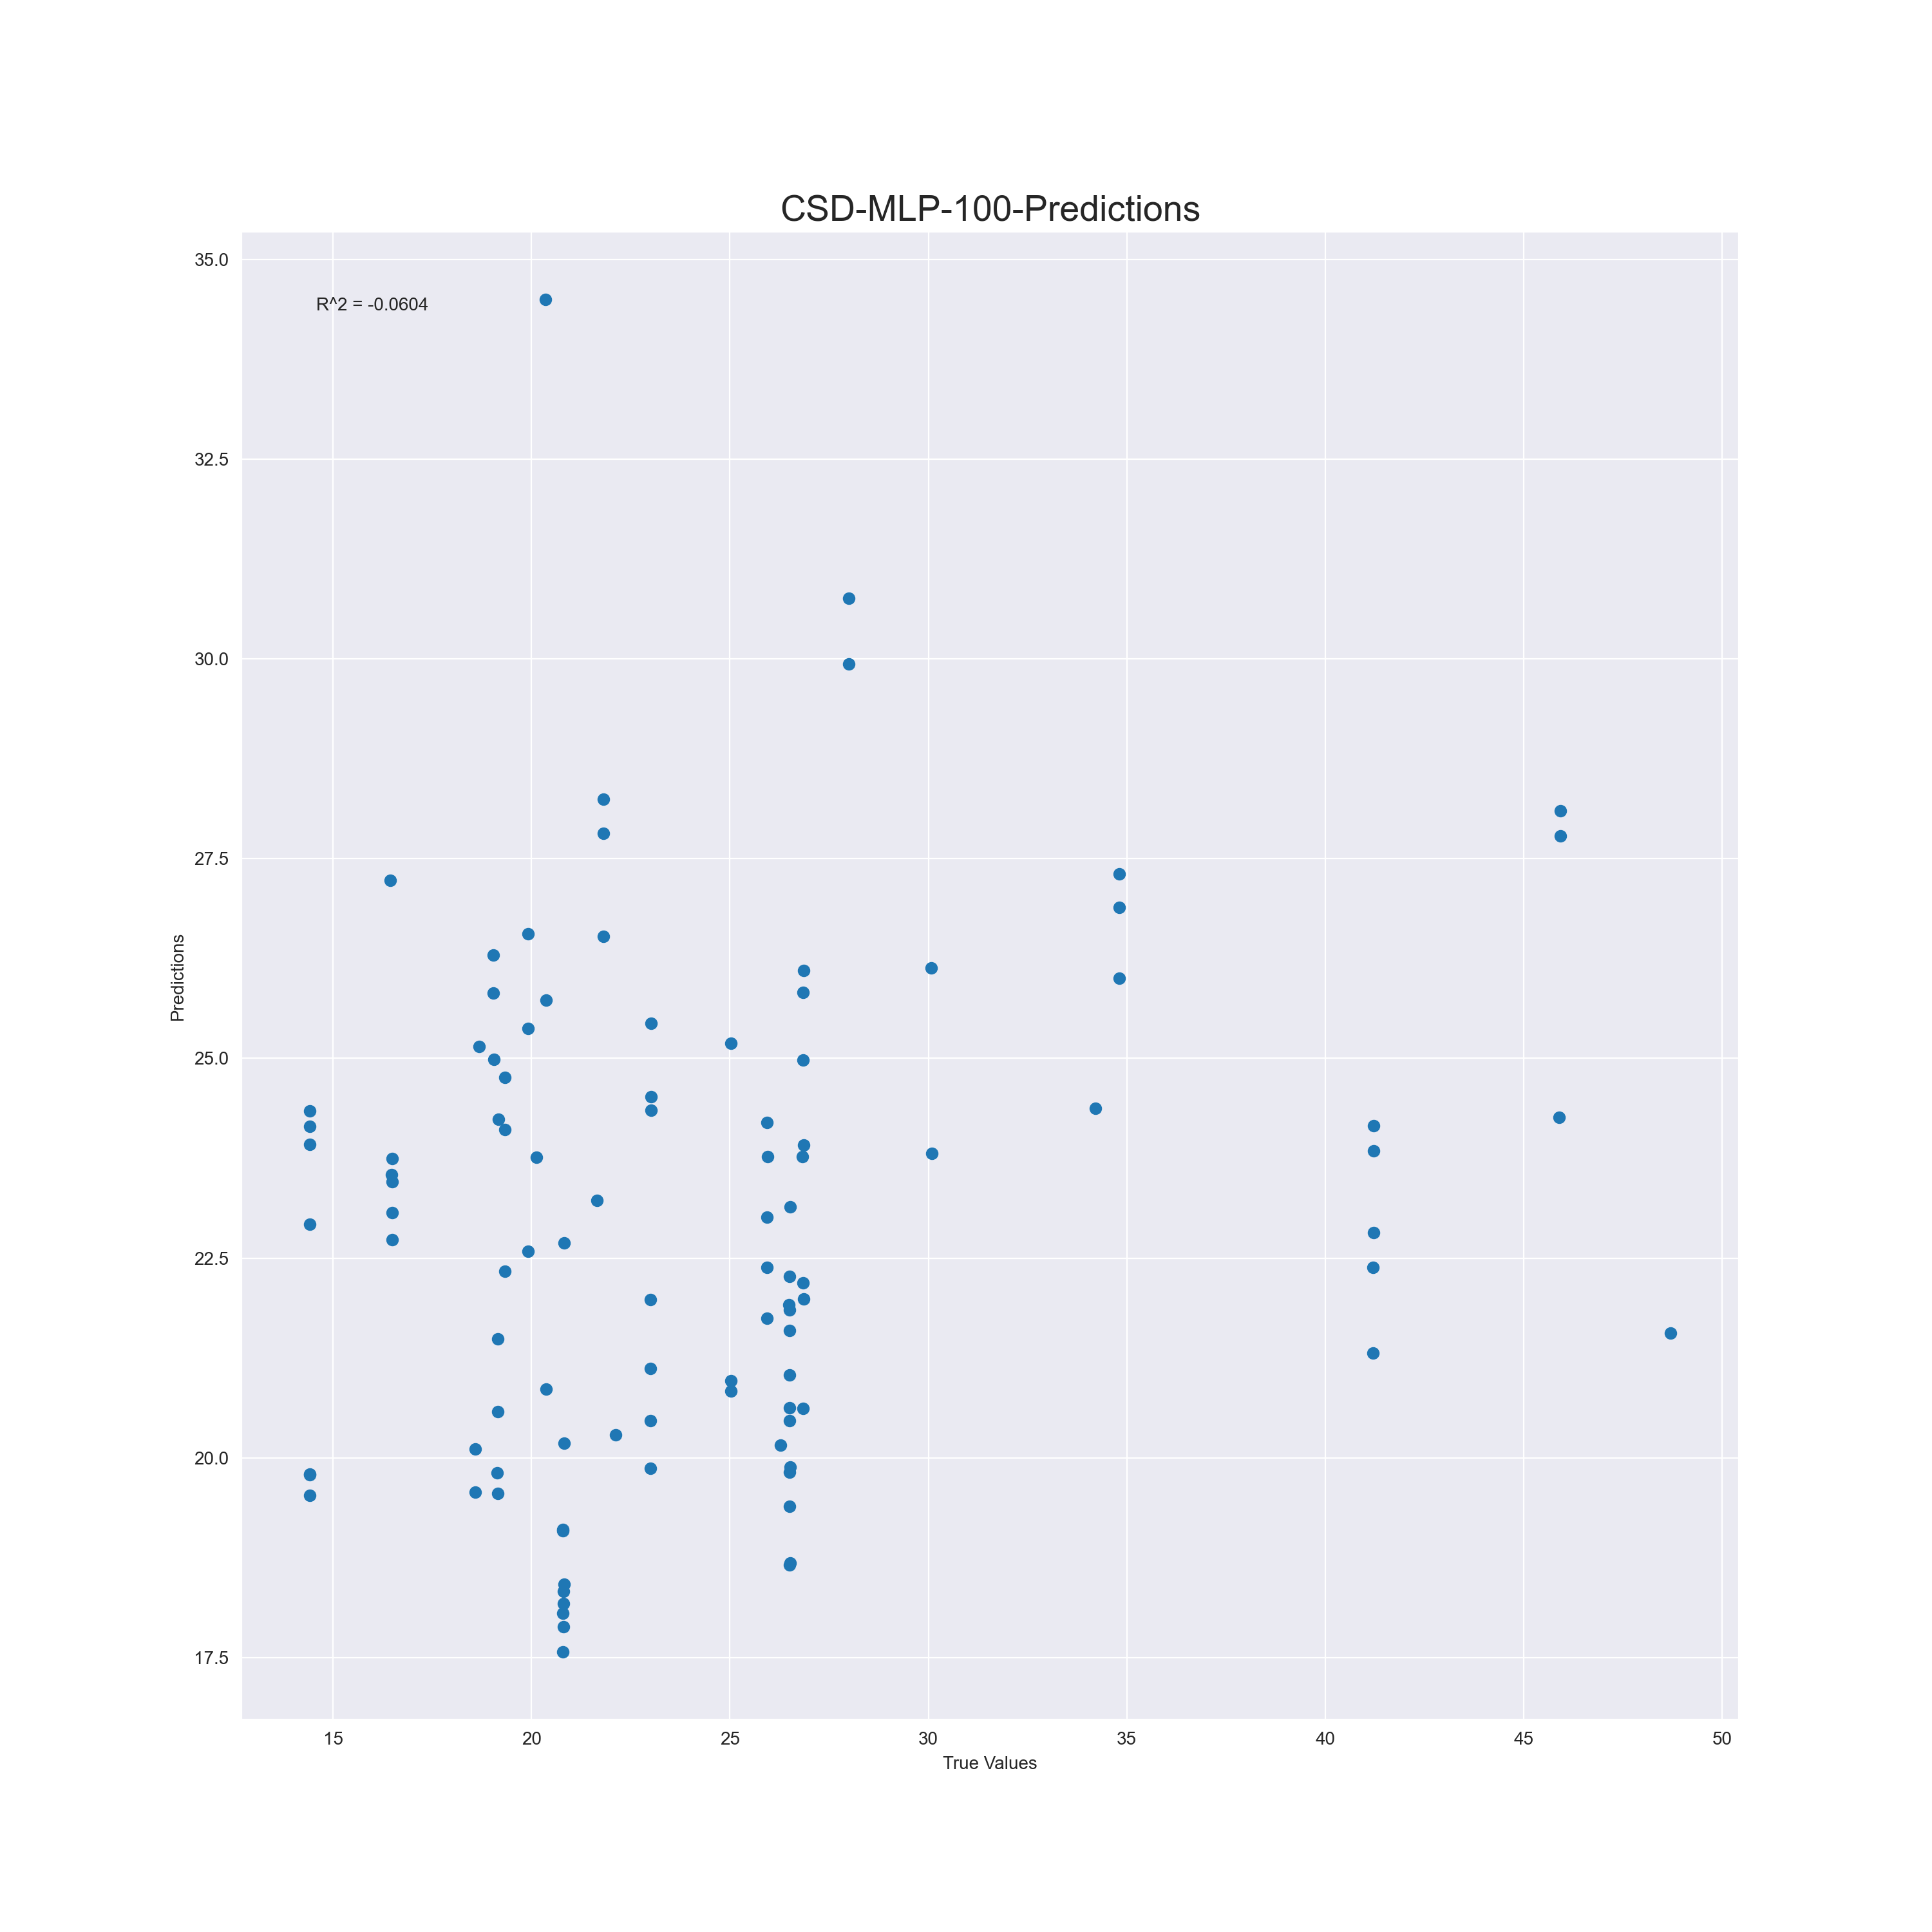 CSD-MLP-100-Predictions
R^2 = -0.0604
35.0
32.5
30.0
27.5
25.0
22.5
20.0
17.5
Predictions
15 20 25 30 35 40 45 50
True Values